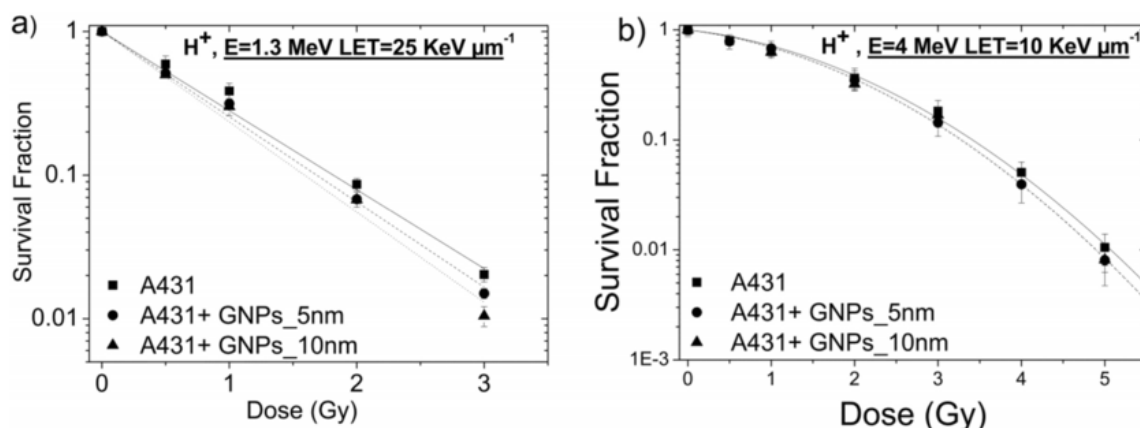 a)
H+, E=1.3 MeV LET=25 KeV µm-1
Survival Fraction
1
0.1
0.01
A431
A431+ GNPs_5nm
A431+ GNPs_10nm
0 1 2 3
Dose (Gy)
b)
H+, E=4 MeV LET=10 KeV µm-1
Survival Fraction
1
0.1
0.01
1E-3
A431
A431+ GNPs_5nm
A431+ GNPs_10nm
0 1 2 3 4 5
Dose (Gy)